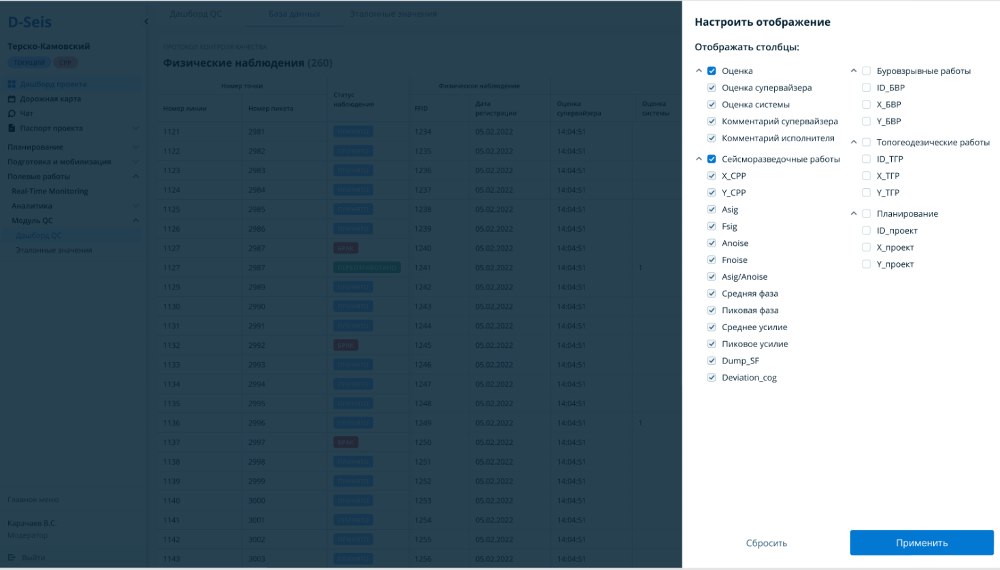 D-Seis
Терско-Камовский
ТЕКУЩИЙ СРР
Дашборд проекта
Дорожная карта
Чат
Паспорт проекта
Планирование
Подготовка и мобилизация
Полевые работы
Real-Time Monitoring
Аналитика
Модуль QC
Дашборд QC
Эталонные значения
Главное меню
Карачаев В.С.
Модератор
Выйти
Дашборд QC База данных Эталонные значения
ПРОТОКОЛ КОНТРОЛЯ КАЧЕСТВА
Физические наблюдения (260)
Номер точки Статус наблюдения Физическое наблюдение
Номер линии Номер пикета FFID Дата регистрации Оценка супервайзера Оценка системы
1121 2981 ПРИНЯТО 1234 05.02.2022 14:04:51
1122 2982 ПРИНЯТО 1235 05.02.2022 14:04:51
1123 2983 ПРИНЯТО 1236 05.02.2022 14:04:51
1124 2984 ПРИНЯТО 1237 05.02.2022 14:04:51
1125 2985 ПРИНЯТО 1238 05.02.2022 14:04:51
1126 2986 ПРИНЯТО 1239 05.02.2022 14:04:51
1127 2987 БРАК 1240 05.02.2022 14:04:51
1127 2987 ПЕРЕОТРАБОТАНО 1241 05.02.2022 14:04:51 1
1129 2989 ПРИНЯТО 1242 05.02.2022 14:04:51
1130 2990 ПРИНЯТО 1243 05.02.2022 14:04:51
1131 2991 ПРИНЯТО 1244 05.02.2022 14:04:51
1132 2992 БРАК 1245 05.02.2022 14:04:51
1133 2993 ПРИНЯТО 1246 05.02.2022 14:04:51
1134 2994 ПРИНЯТО 1247 05.02.2022 14:04:51
1135 2995 ПРИНЯТО 1248 05.02.2022 14:04:51
1136 2996 ПРИНЯТО 1249 05.02.2022 14:04:51 1
1137 2997 БРАК 1250 05.02.2022 14:04:51
1138 2998 ПРИНЯТО 1251 05.02.2022 14:04:51
1139 2999 ПРИНЯТО 1252 05.02.2022 14:04:51
1140 3000 ПРИНЯТО 1253 05.02.2022 14:04:51
1141 3001 ПРИНЯТО 1254 05.02.2022 14:04:51
1142 3002 ПРИНЯТО 1255 05.02.2022 14:04:51
1143 3003 ПРИНЯТО 1256 05.02.2022 14:04:51
Настроить отображение
Отображать столбцы:
Оценка
Оценка супервайзера
Оценка системы
Комментарий супервайзера
Комментарий исполнителя
Сейсморазведочные работы
X_СРР
Y_СРР
Asig
Fsig
Anoise
Fnoise
Asig/Anoise
Средняя фаза
Пиковая фаза
Среднее усилие
Пиковое усилие
Dump_SF
Deviation_cog
Буровзрывные работы
ID_БВР
X_БВР
Y_БВР
Топогеодезические работы
ID_ТГР
X_ТГР
Y_ТГР
Планирование
ID_проект
X_проект
Y_проект
Сбросить Применить